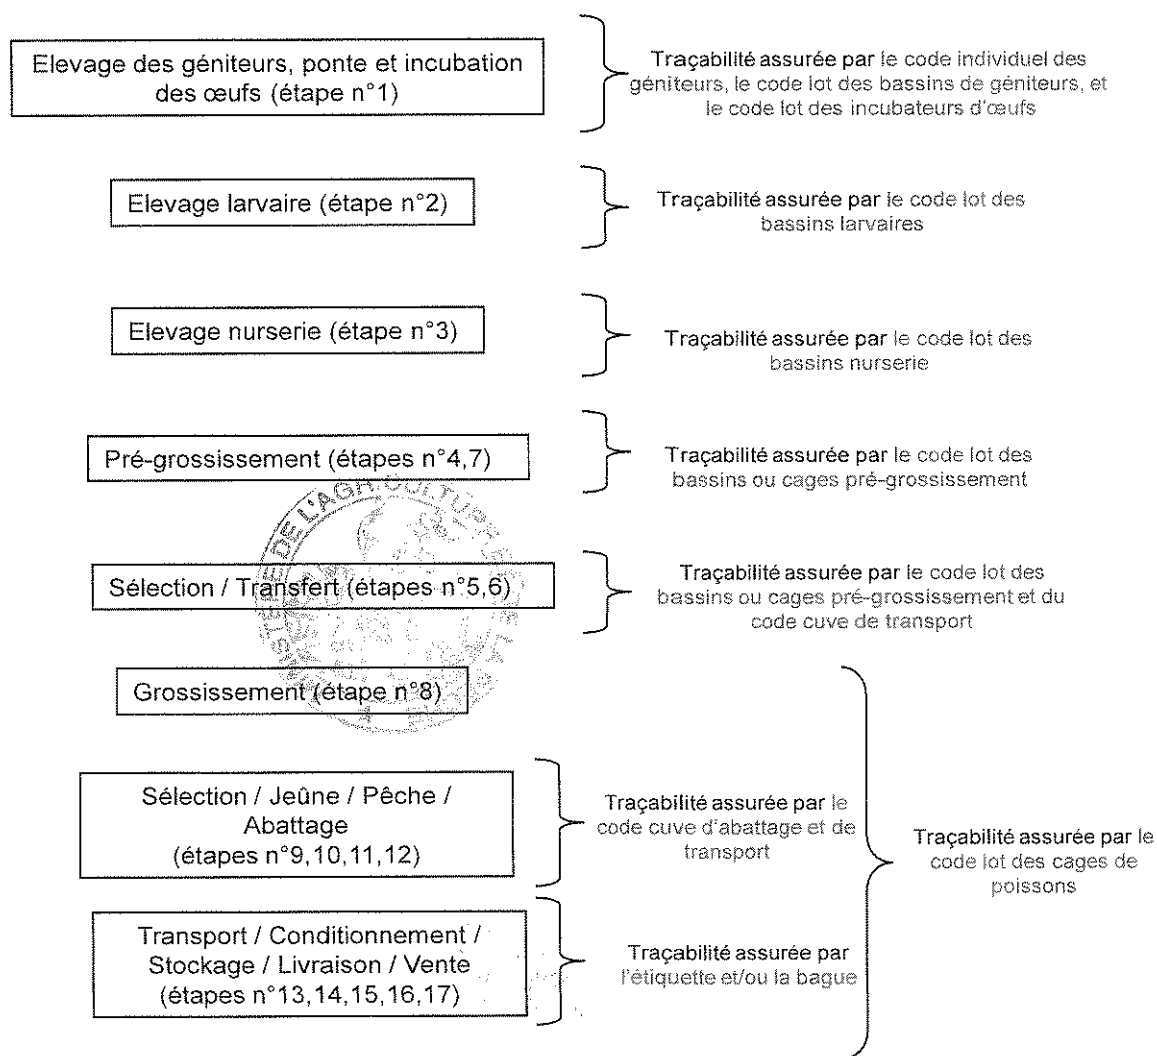 Elevage des géniteurs, ponte et incubation
des œufs (étape n°1)
Traçabilité assurée par le code individuel des
géniteurs, le code lot des bassins de géniteurs, et
le code lot des incubateurs d'œufs
Elevage larvaire (étape n°2)
Traçabilité assurée par le code lot des
bassins larvaires
Elevage nurserie (étape n°3)
Traçabilité assurée par le code lot des
bassins nurserie
Pré-grossissement (étapes n°4,7)
Traçabilité assurée par le code lot des
bassins ou cages pré-grossissement
Sélection / Transfert (étapes n°5,6)
Traçabilité assurée par le code lot des
bassins ou cages pré-grossissement et du
code cuve de transport
Grossissement (étape n°8)
Sélection / Jeûne / Pêche /
Abattage
(étapes n°9,10,11,12)
Traçabilité assurée par le
code cuve d'abattage et de
transport
Traçabilité assurée par le
code lot des cages de
poissons
Transport / Conditionnement /
Stockage / Livraison / Vente
(étapes n°13,14,15,16,17)
Traçabilité assurée par
l'étiquette et/ou la bague
MINISTÈRE DE L'AGRICULTURE